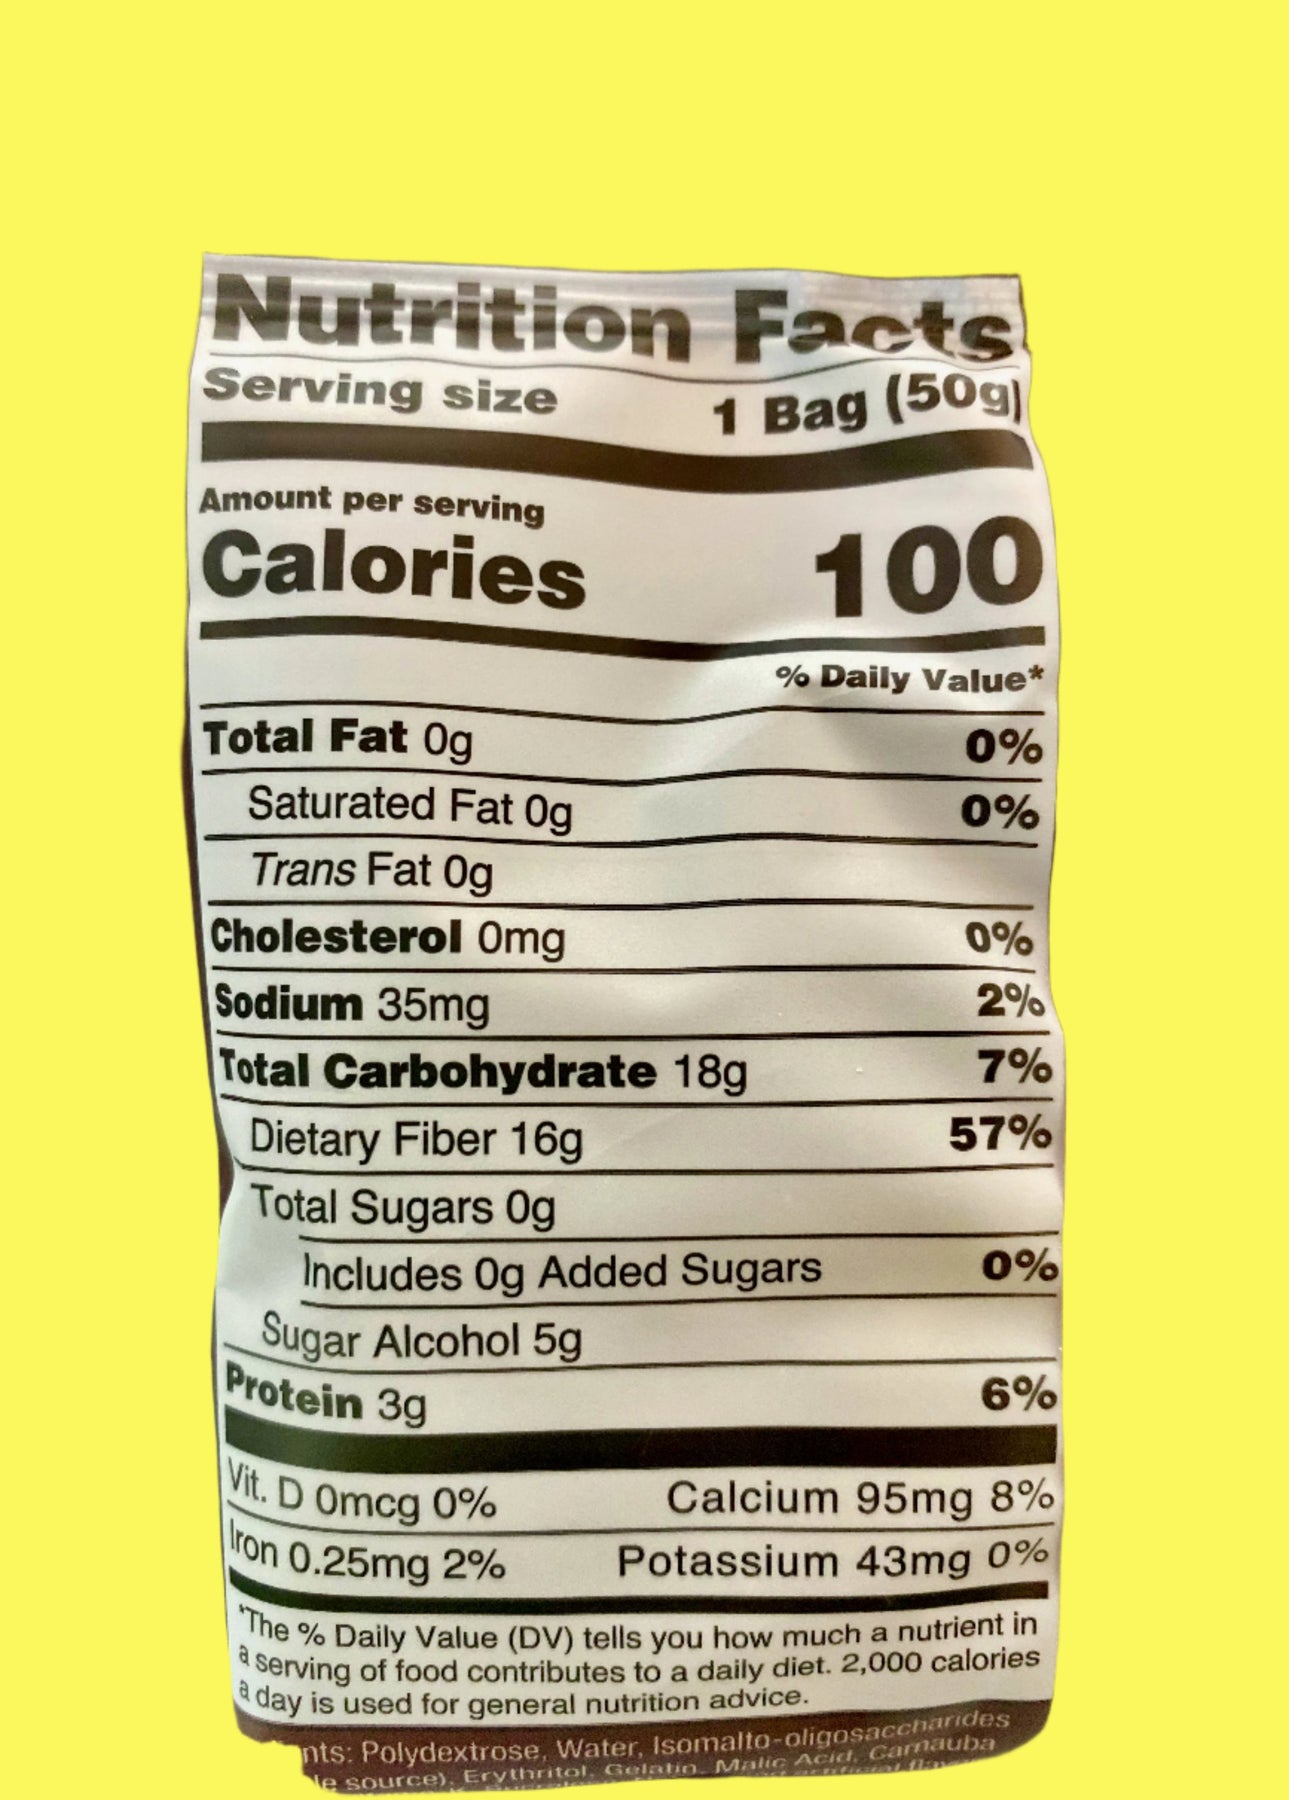 Nutrition Facts
Serving size 1 Bag (50g)
Amount per serving
Calories 100
% Daily Value*
Total Fat 0g 0%
Saturated Fat 0g 0%
Trans Fat 0g
Cholesterol 0mg 0%
Sodium 35mg 2%
Total Carbohydrate 18g 7%
Dietary Fiber 16g 57%
Total Sugars 0g
Includes 0g Added Sugars 0%
Sugar Alcohol 5g
Protein 3g 6%
Vit. D 0mcg 0% Calcium 95mg 8%
Iron 0.25mg 2% Potassium 43mg 0%
*The % Daily Value (DV) tells you how much a nutrient in
a serving of food contributes to a daily diet. 2,000 calories
a day is used for general nutrition advice.
nts: Polydextrose, Water, Isomalto-oligosaccharides
source), Erythritol, Gelatin, Malic Acid, Carnauba
artificial